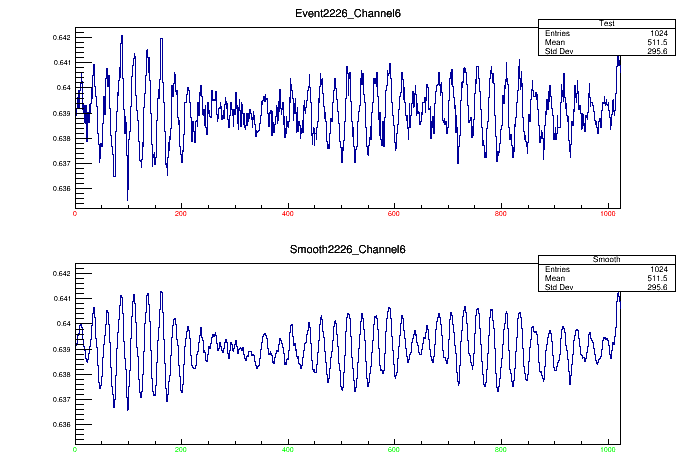 Event2226_Channel6
Test
Entries 1024
Mean 511.5
Std Dev 295.6
0.642
0.641
0.64
0.639
0.638
0.637
0.636
0 200 400 600 800 1000
Smooth2226_Channel6
Smooth
Entries 1024
Mean 511.5
Std Dev 295.6
0.642
0.641
0.64
0.639
0.638
0.637
0.636
0 200 400 600 800 1000